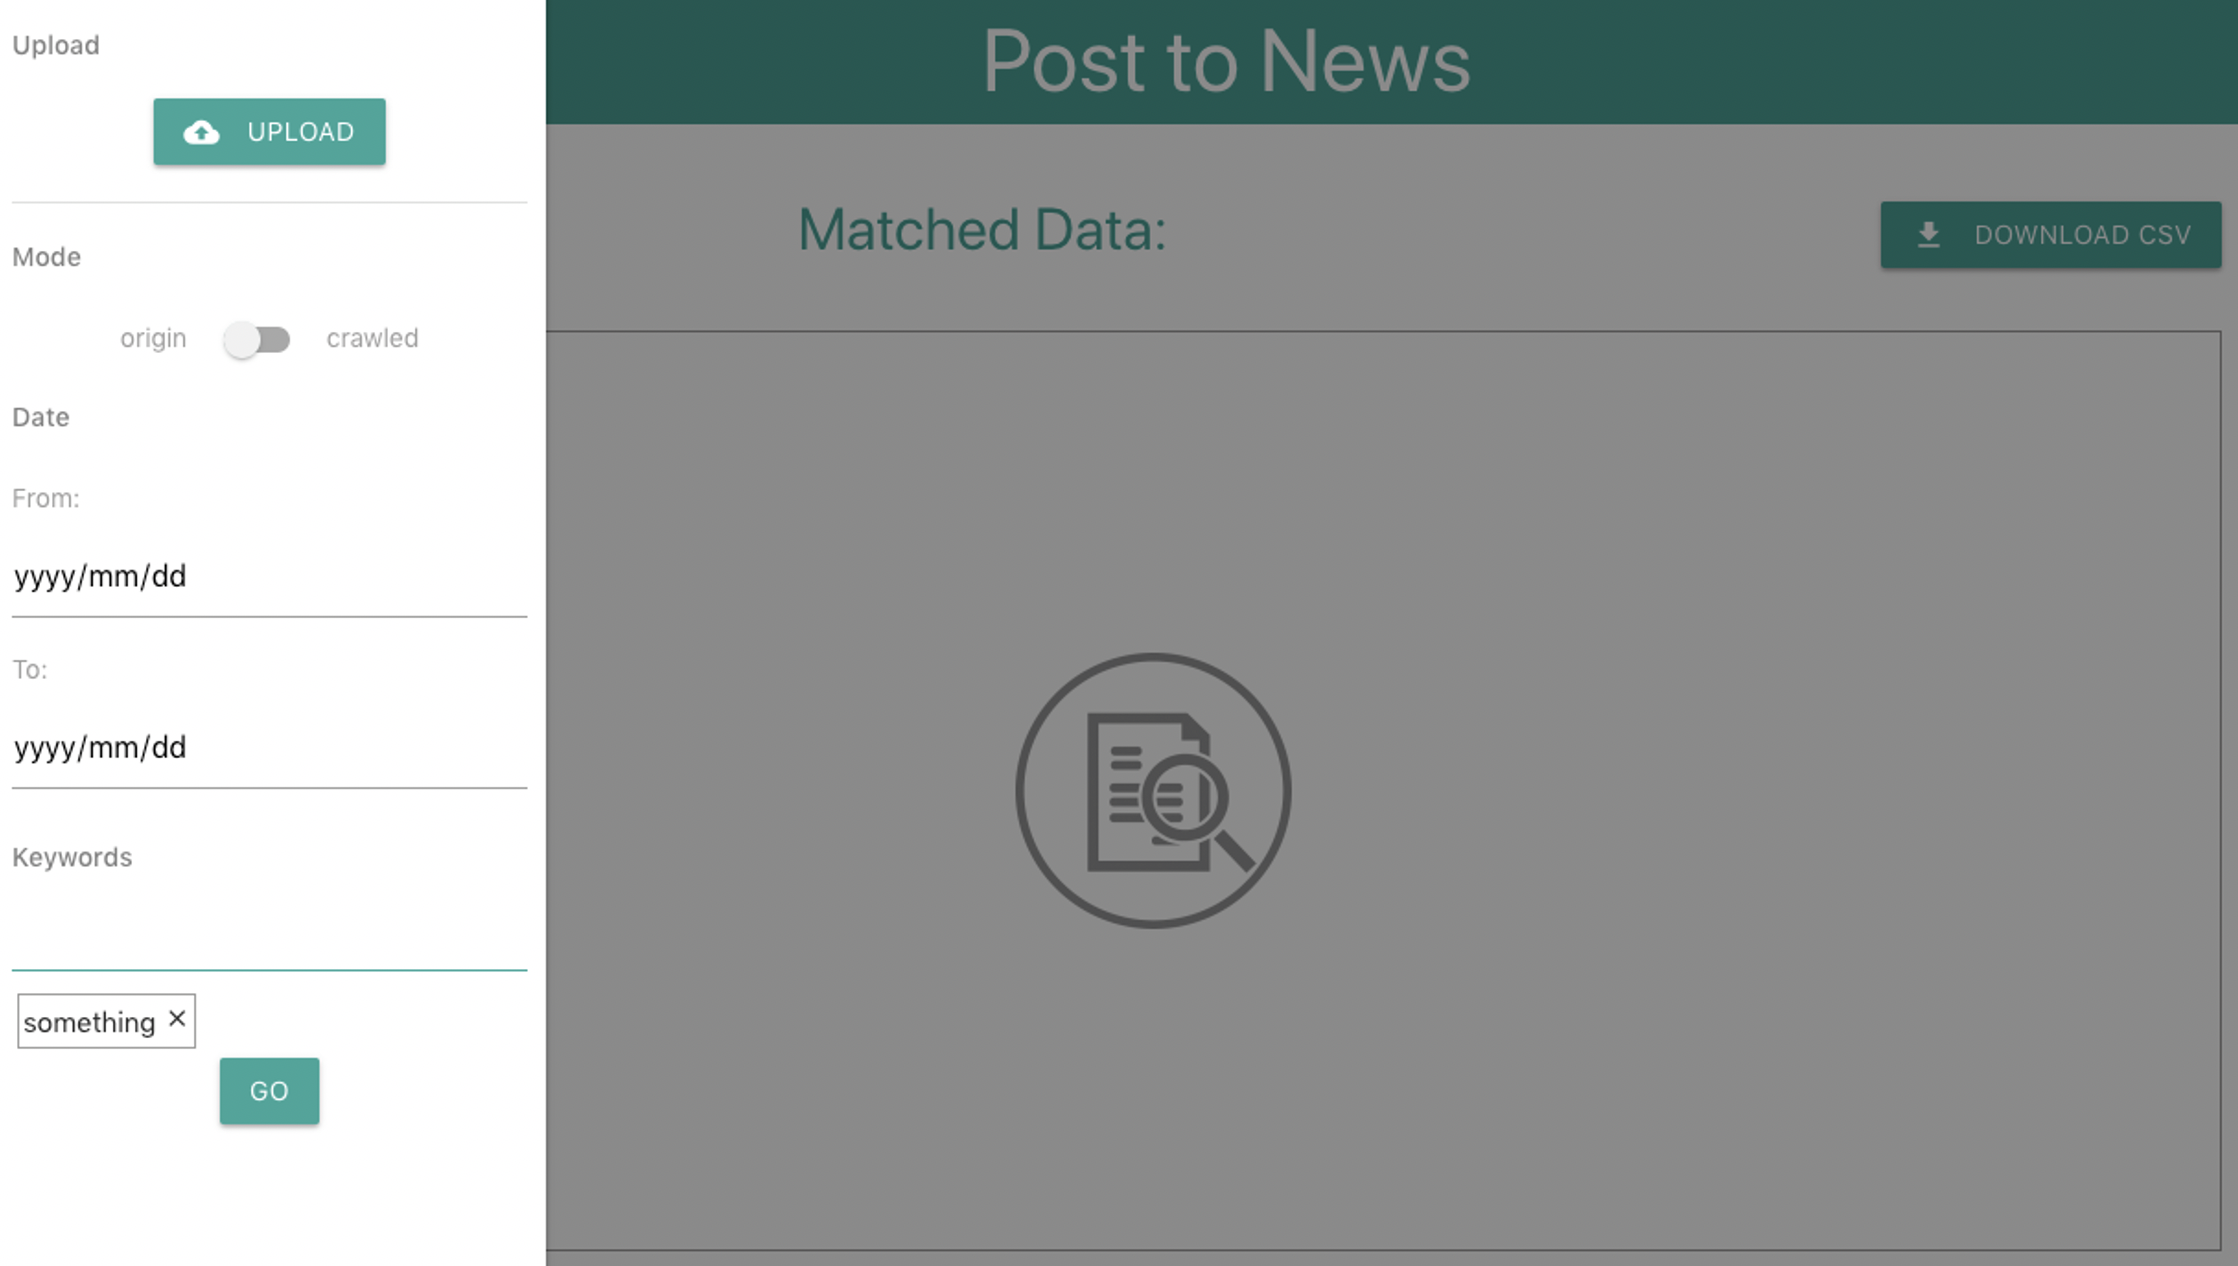 Upload
UPLOAD
Mode
origin crawled
Date
From:
yyyy/mm/dd
To:
yyyy/mm/dd
Keywords
something ×
GO
Post to News
Matched Data:
DOWNLOAD CSV